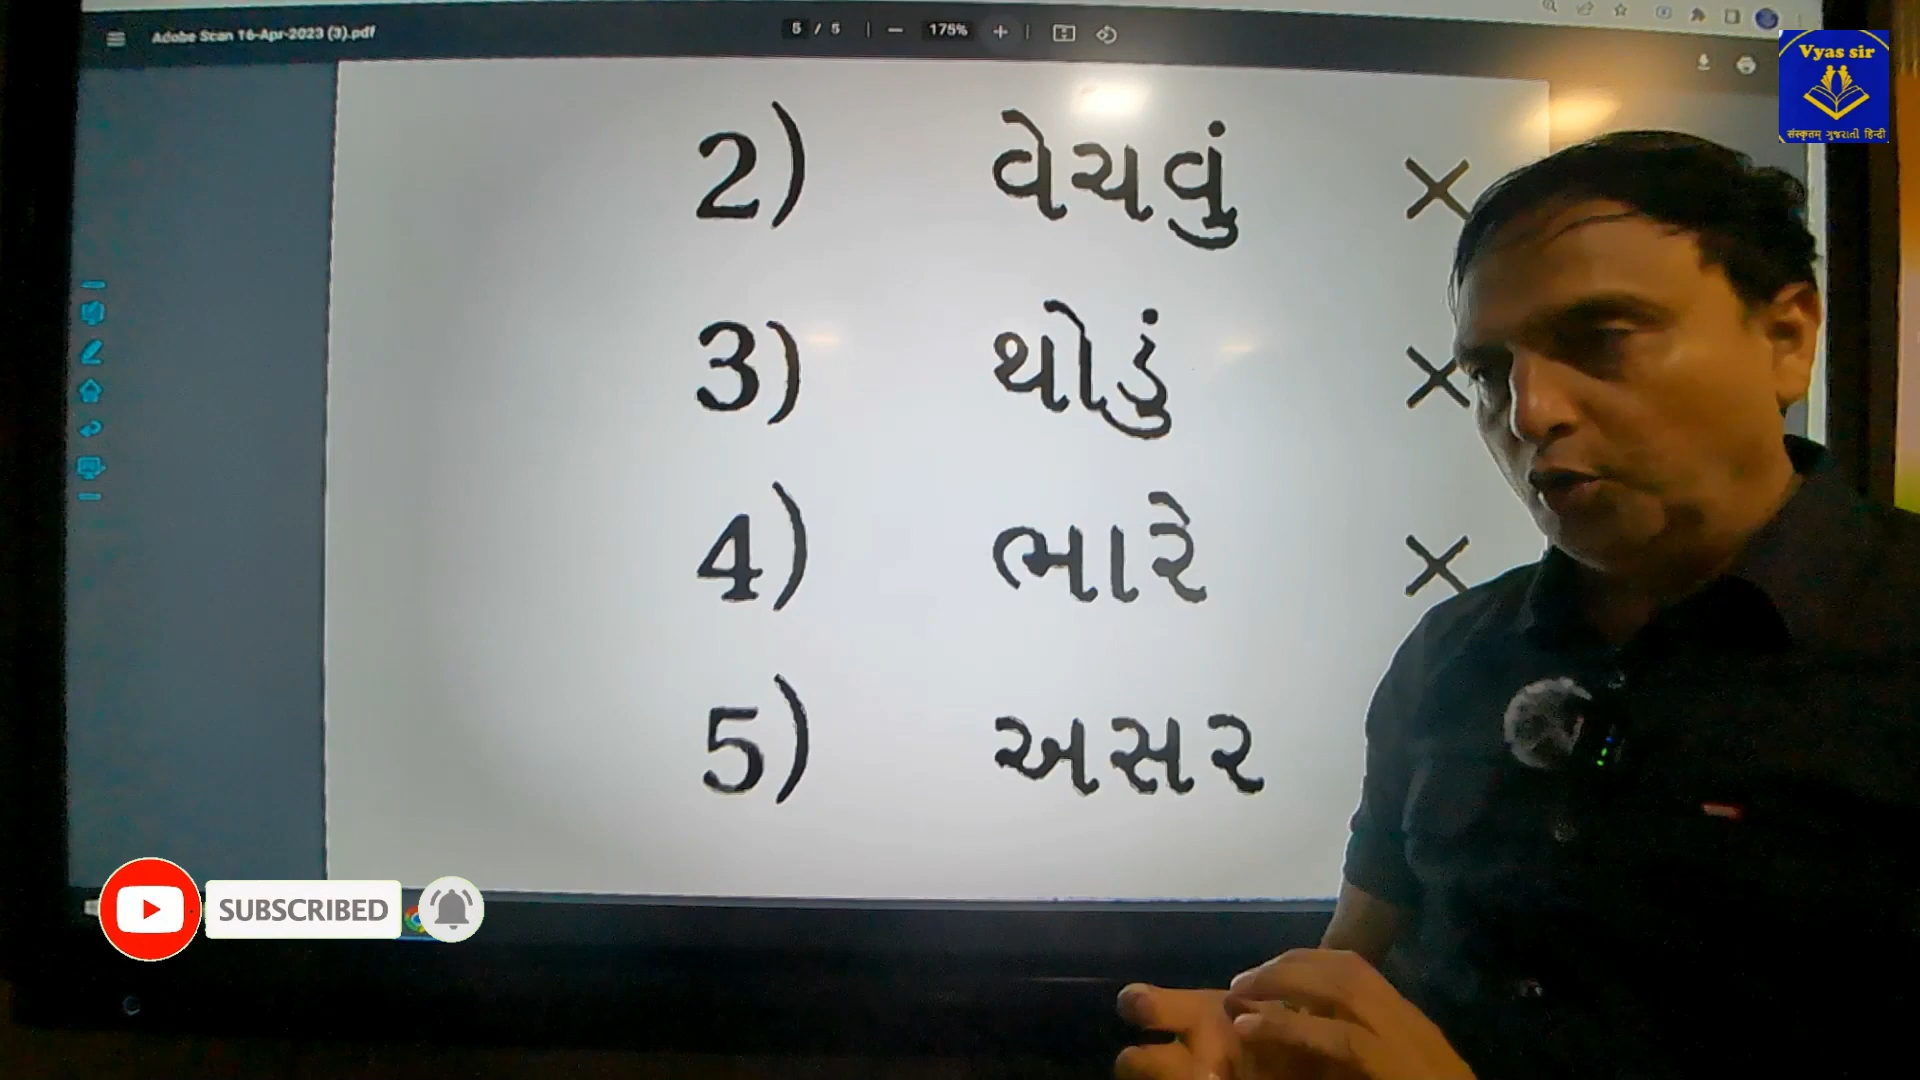 Adobe Scan 16-Apr-2023 (3).pdf
5 / 5
175%
Vyas sir
संस्कृतम् ગુજરાતી हिन्दी
2) વેચવું ×
3) થોડું ×
4) ભારે ×
5) અસર
SUBSCRIBED